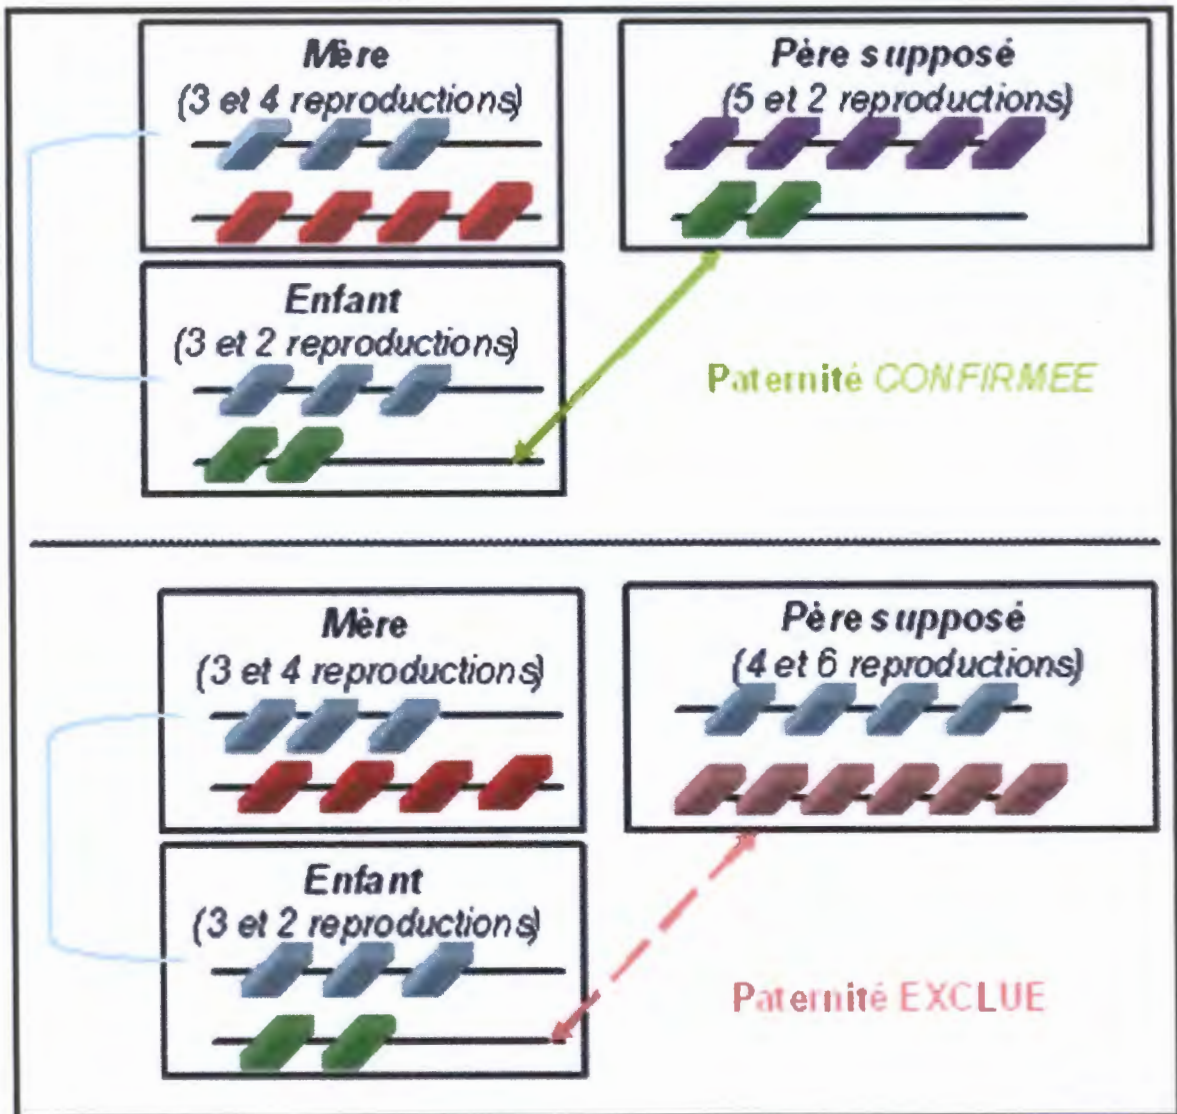 Mère
(3 et 4 reproductions)
Père supposé
(5 et 2 reproductions)
Enfant
(3 et 2 reproductions)
Paternité CONFIRMEE
Mère
(3 et 4 reproductions)
Père supposé
(4 et 6 reproductions)
Enfant
(3 et 2 reproductions)
Paternité EXCLUE